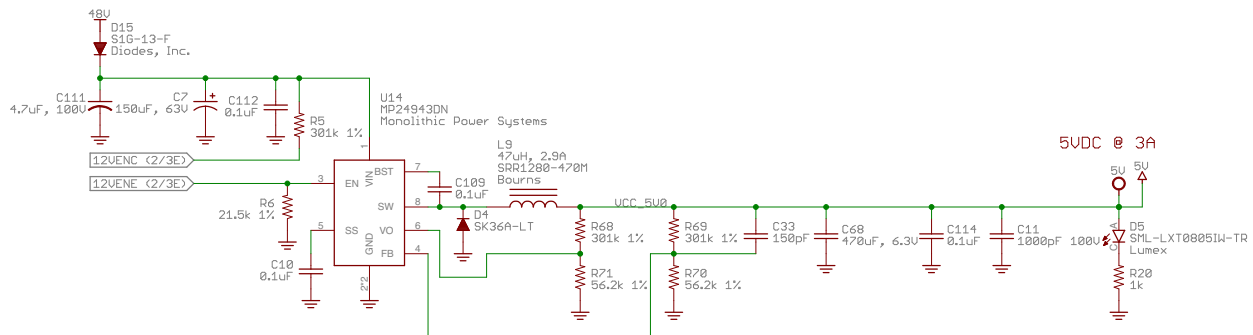 48V
D15
S1G-13-F
Diodes, Inc.
C111
4.7uF, 100V
C7
150uF, 63V
+
C112
0.1uF
R5
301k 1%
12VENC (2/3E)
12VENE (2/3E)
R6
21.5k 1%
C10
0.1uF
U14
MP24943DN
Monolithic Power Systems
1
VIN
3
EN
5
SS
GND
2*2
BST
7
SW
8
VO
6
FB
4
C109
0.1uF
D4
SK36A-LT
L9
47uH, 2.9A
SRR1280-470M
Bourns
VCC_5V0
R68
301k 1%
R71
56.2k 1%
R69
301k 1%
R70
56.2k 1%
C33
150pF
C68
470uF, 6.3V
C114
0.1uF
C11
1000pF 100V
5VDC @ 3A
5V
5V
A
C
D5
SML-LXT0805IW-TR
Lumex
R20
1k